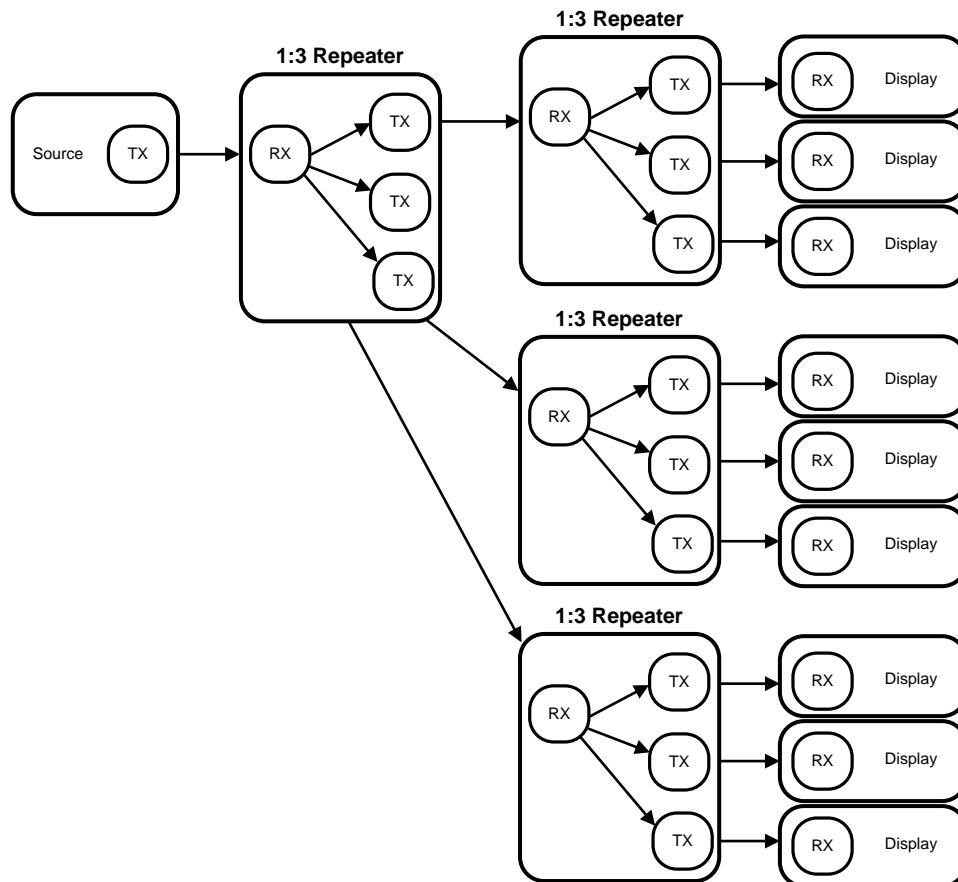 1:3 Repeater
1:3 Repeater
Source
TX
RX
TX
TX
TX
RX
TX
TX
TX
RX
Display
RX
Display
RX
Display
1:3 Repeater
RX
TX
TX
TX
RX
Display
RX
Display
RX
Display
1:3 Repeater
RX
TX
TX
TX
RX
Display
RX
Display
RX
Display